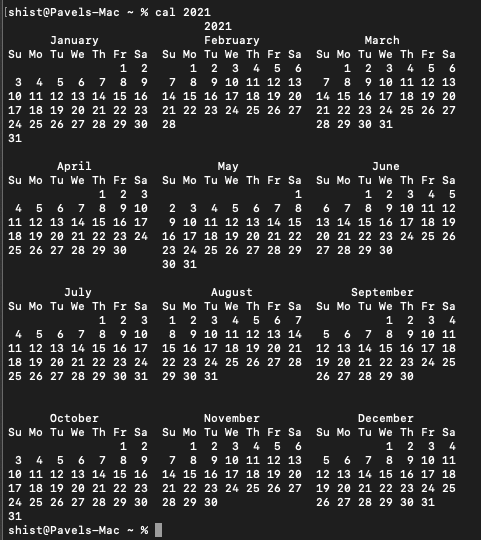 shist@Pavels-Mac ~ % cal 2021
                            2021
      January               February               March
Su Mo Tu We Th Fr Sa  Su Mo Tu We Th Fr Sa  Su Mo Tu We Th Fr Sa
                1  2      1  2  3  4  5  6      1  2  3  4  5  6
 3  4  5  6  7  8  9   7  8  9 10 11 12 13   7  8  9 10 11 12 13
10 11 12 13 14 15 16  14 15 16 17 18 19 20  14 15 16 17 18 19 20
17 18 19 20 21 22 23  21 22 23 24 25 26 27  21 22 23 24 25 26 27
24 25 26 27 28 29 30  28                    28 29 30 31
31

       April                  May                   June
Su Mo Tu We Th Fr Sa  Su Mo Tu We Th Fr Sa  Su Mo Tu We Th Fr Sa
             1  2  3                     1         1  2  3  4  5
 4  5  6  7  8  9 10   2  3  4  5  6  7  8   6  7  8  9 10 11 12
11 12 13 14 15 16 17   9 10 11 12 13 14 15  13 14 15 16 17 18 19
18 19 20 21 22 23 24  16 17 18 19 20 21 22  20 21 22 23 24 25 26
25 26 27 28 29 30     23 24 25 26 27 28 29  27 28 29 30
                      30 31

        July                 August              September
Su Mo Tu We Th Fr Sa  Su Mo Tu We Th Fr Sa  Su Mo Tu We Th Fr Sa
             1  2  3   1  2  3  4  5  6  7            1  2  3  4
 4  5  6  7  8  9 10   8  9 10 11 12 13 14   5  6  7  8  9 10 11
11 12 13 14 15 16 17  15 16 17 18 19 20 21  12 13 14 15 16 17 18
18 19 20 21 22 23 24  22 23 24 25 26 27 28  19 20 21 22 23 24 25
25 26 27 28 29 30 31  29 30 31              26 27 28 29 30

      October               November              December
Su Mo Tu We Th Fr Sa  Su Mo Tu We Th Fr Sa  Su Mo Tu We Th Fr Sa
                1  2      1  2  3  4  5  6            1  2  3  4
 3  4  5  6  7  8  9   7  8  9 10 11 12 13   5  6  7  8  9 10 11
10 11 12 13 14 15 16  14 15 16 17 18 19 20  12 13 14 15 16 17 18
17 18 19 20 21 22 23  21 22 23 24 25 26 27  19 20 21 22 23 24 25
24 25 26 27 28 29 30  28 29 30              26 27 28 29 30 31
31
shist@Pavels-Mac ~ %